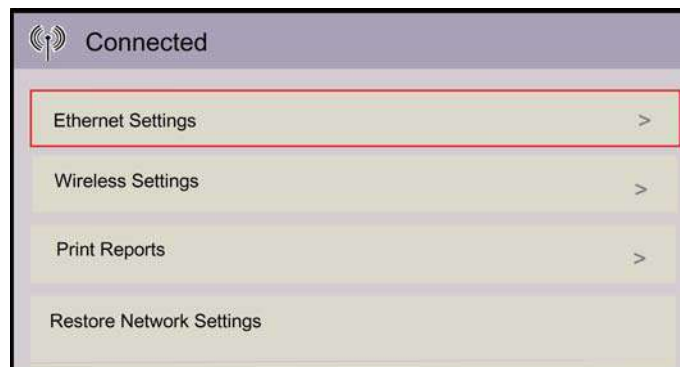 Connected
Ethernet Settings >
Wireless Settings >
Print Reports >
Restore Network Settings